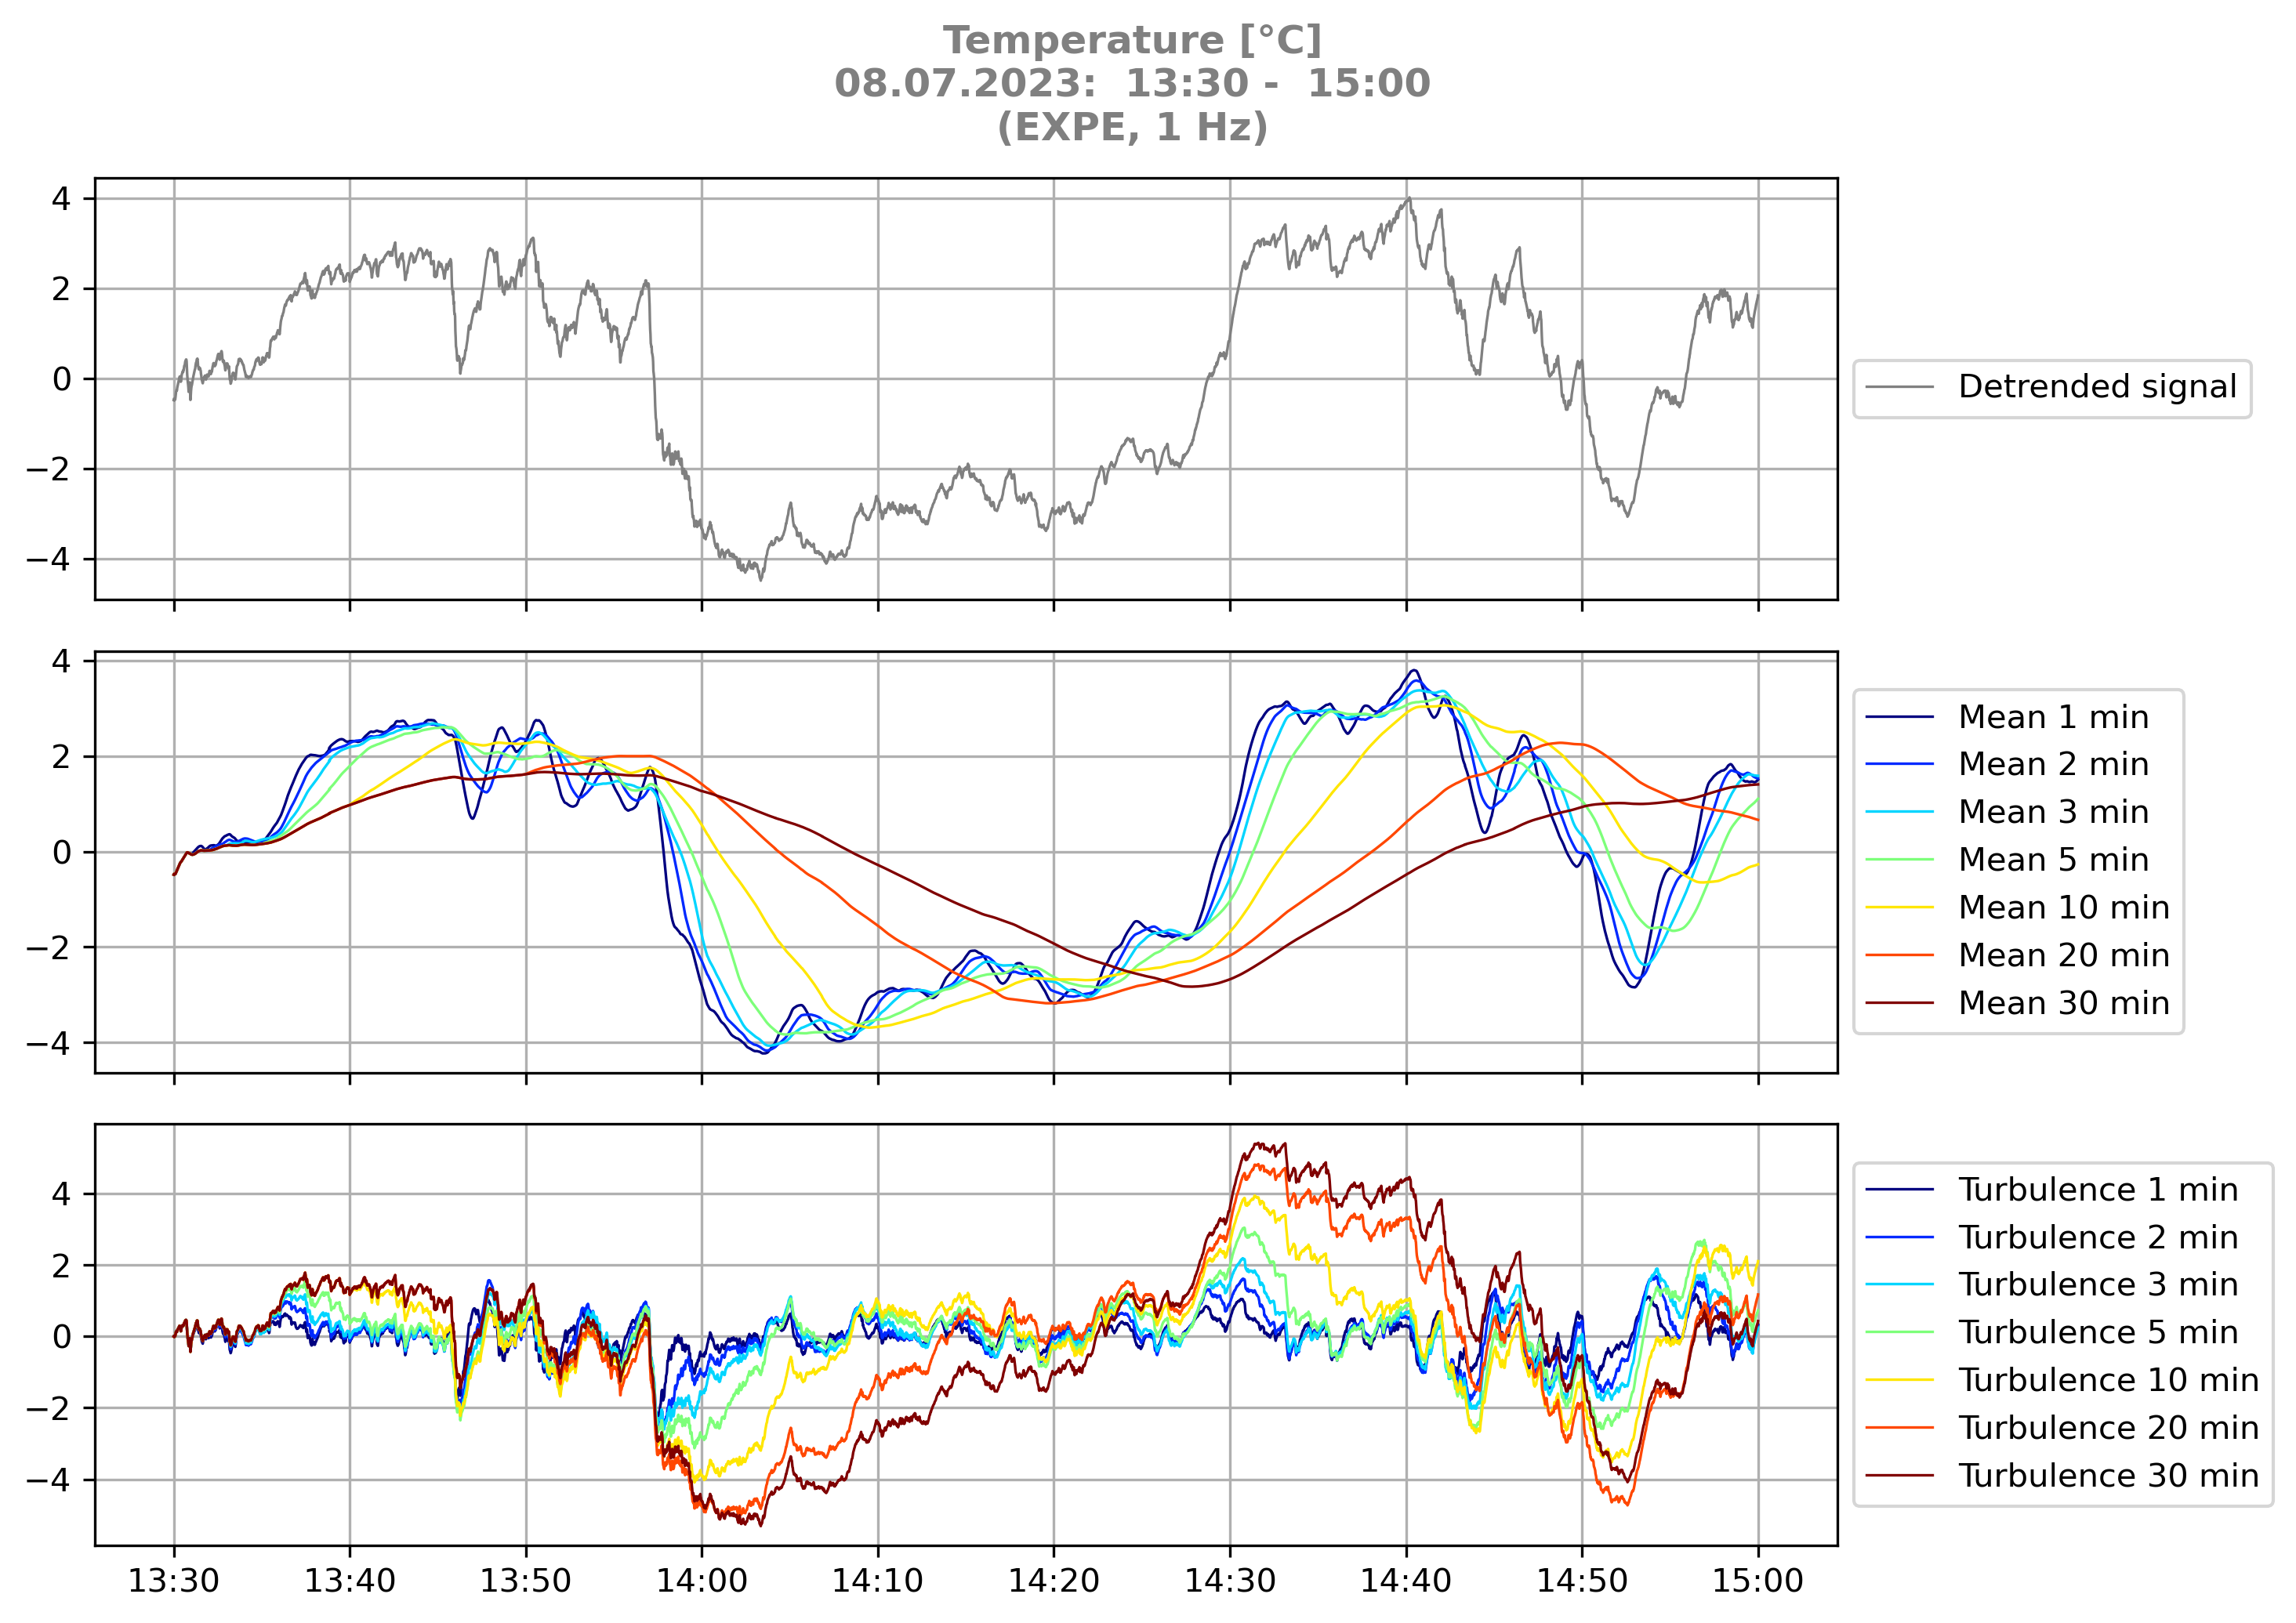 Temperature [°C]
08.07.2023:  13:30 -  15:00
(EXPE, 1 Hz)
4
2
0
−2
−4
Detrended signal
4
2
0
−2
−4
Mean 1 min
Mean 2 min
Mean 3 min
Mean 5 min
Mean 10 min
Mean 20 min
Mean 30 min
4
2
0
−2
−4
Turbulence 1 min
Turbulence 2 min
Turbulence 3 min
Turbulence 5 min
Turbulence 10 min
Turbulence 20 min
Turbulence 30 min
13:30 13:40 13:50 14:00 14:10 14:20 14:30 14:40 14:50 15:00